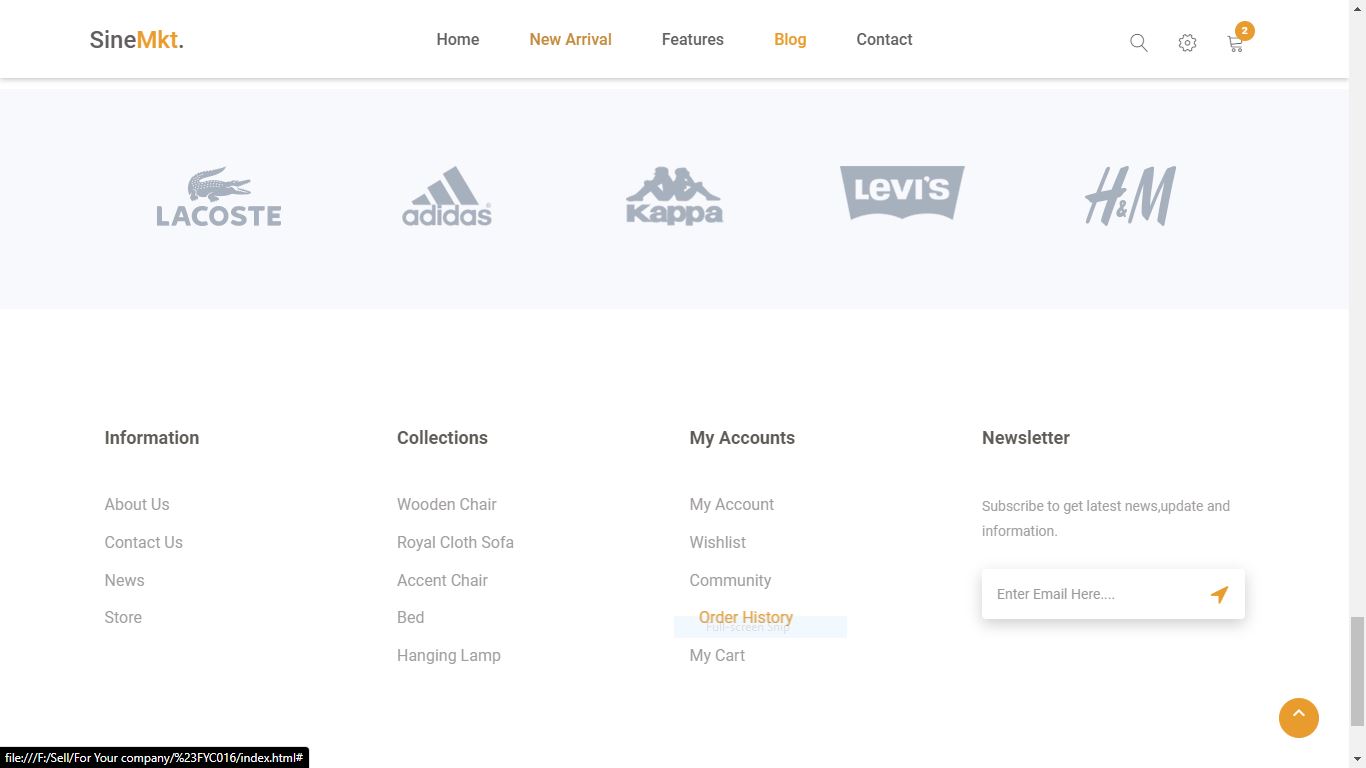 SineMkt.
Home New Arrival Features Blog Contact
2
LACOSTE adidas® Kappa LEVI'S H&M
Information Collections My Accounts Newsletter
About Us Wooden Chair My Account Subscribe to get latest news,update and
Contact Us Royal Cloth Sofa Wishlist information.
News Accent Chair Community Enter Email Here....
Store Bed Order History
Full-screen Snip
Hanging Lamp My Cart
file:///F:/Sell/For Your company/%23FYC016/index.html#